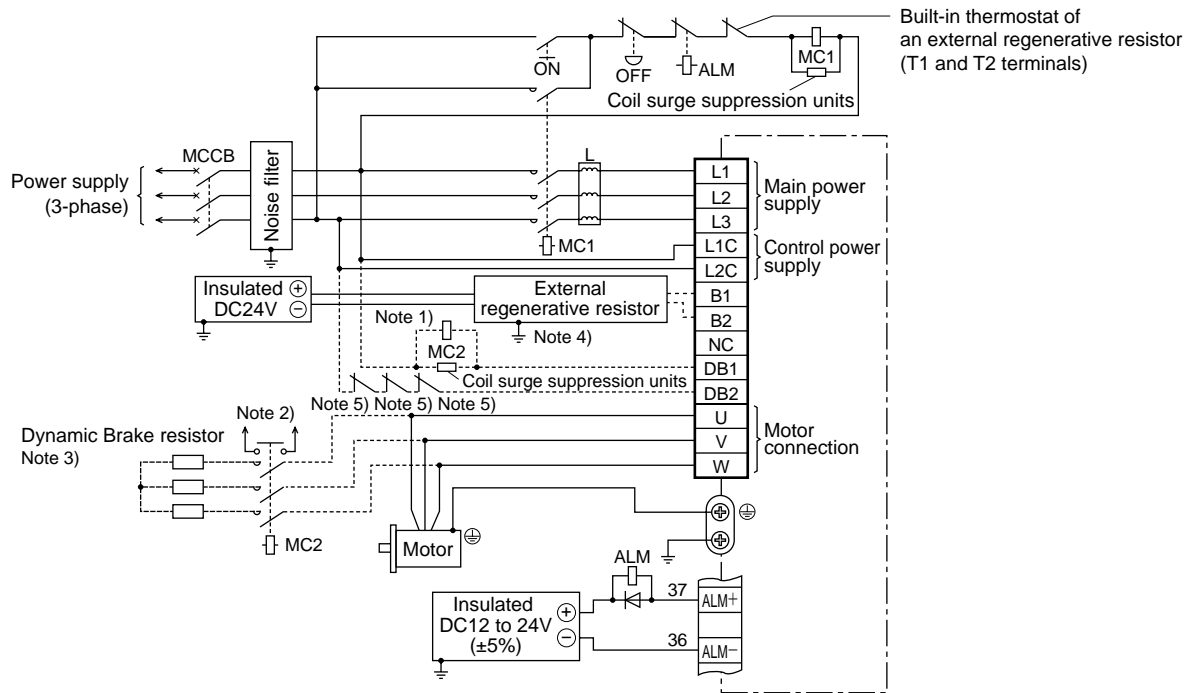 Built-in thermostat of
an external regenerative resistor
(T1 and T2 terminals)
ON
OFF
ALM
MC1
Coil surge suppression units
MCCB
Noise filter
L
Power supply
(3-phase)
MC1
L1
L2
L3
L1C
L2C
B1
B2
NC
DB1
DB2
U
V
W
Main power
supply
Control power
supply
Motor
connection
Insulated
DC24V
+
−
External
regenerative resistor
Note 4)
Note 1)
MC2
Coil surge suppression units
Note 5) Note 5) Note 5)
Note 2)
Dynamic Brake resistor
Note 3)
MC2
Motor
ALM
Insulated
DC12 to 24V
(±5%)
+
−
37
36
ALM+
ALM−